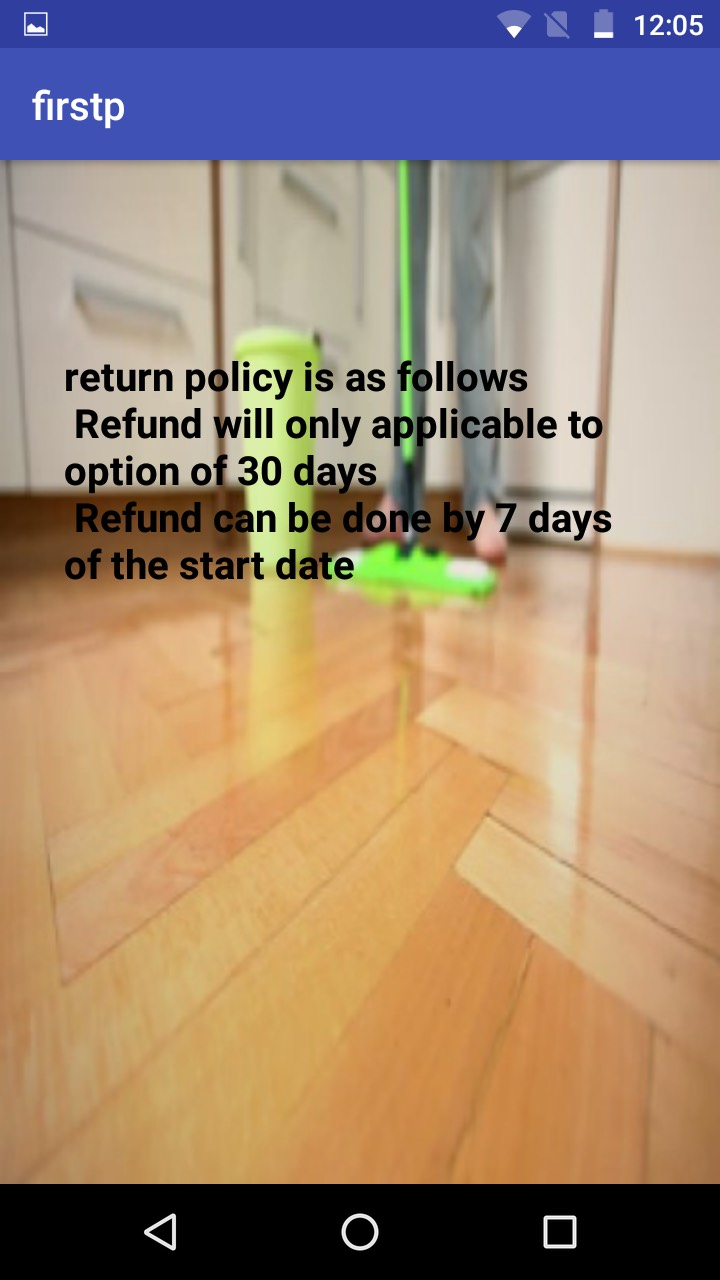 12:05
firstp
return policy is as follows
Refund will only applicable to
option of 30 days
Refund can be done by 7 days
of the start date